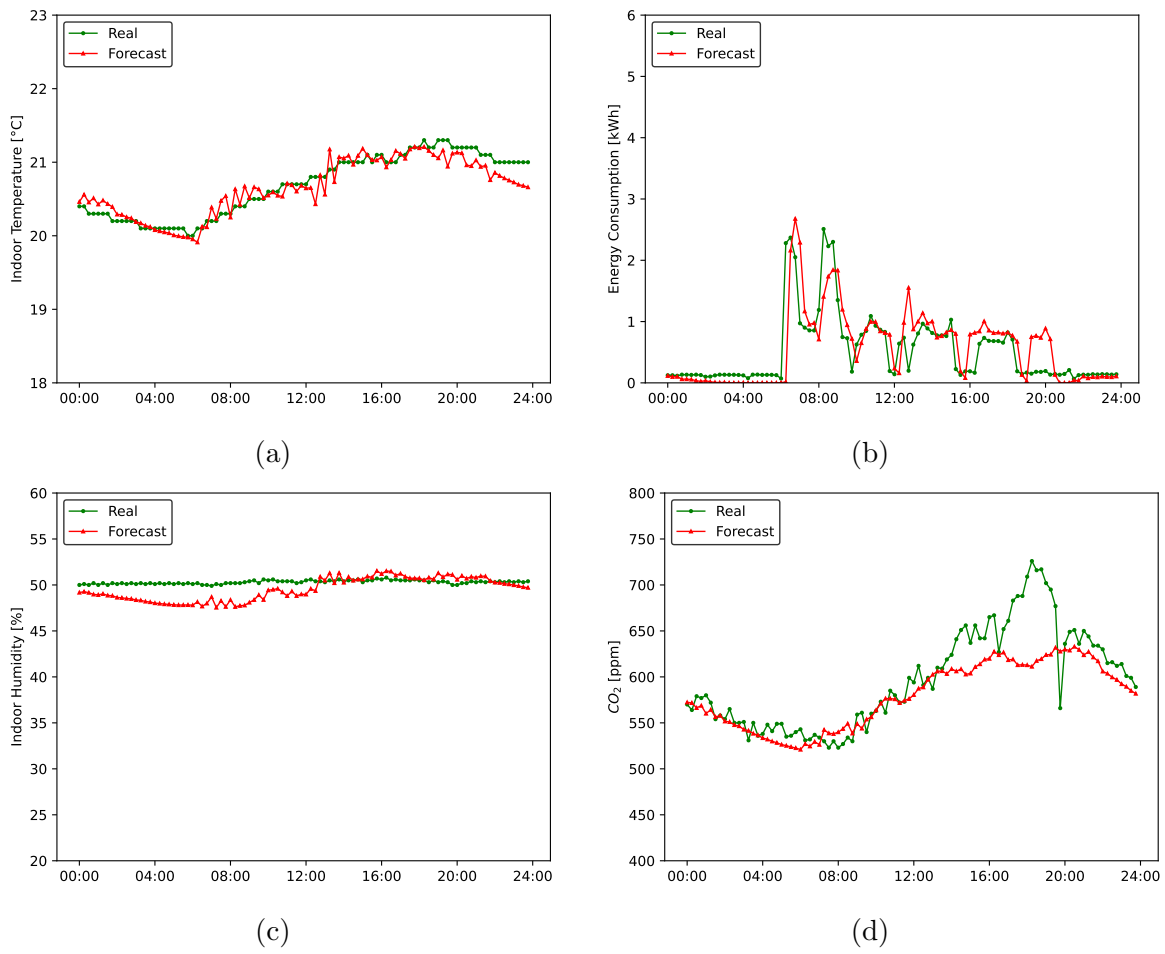 23
22
21
20
19
18
Indoor Temperature [°C]
Real
Forecast
00:00 04:00 08:00 12:00 16:00 20:00 24:00
(a)
6
5
4
3
2
1
0
Energy Consumption [kWh]
Real
Forecast
00:00 04:00 08:00 12:00 16:00 20:00 24:00
(b)
60
55
50
45
40
35
30
25
20
Indoor Humidity [%]
Real
Forecast
00:00 04:00 08:00 12:00 16:00 20:00 24:00
(c)
800
750
700
650
600
550
500
450
400
CO₂ [ppm]
Real
Forecast
00:00 04:00 08:00 12:00 16:00 20:00 24:00
(d)